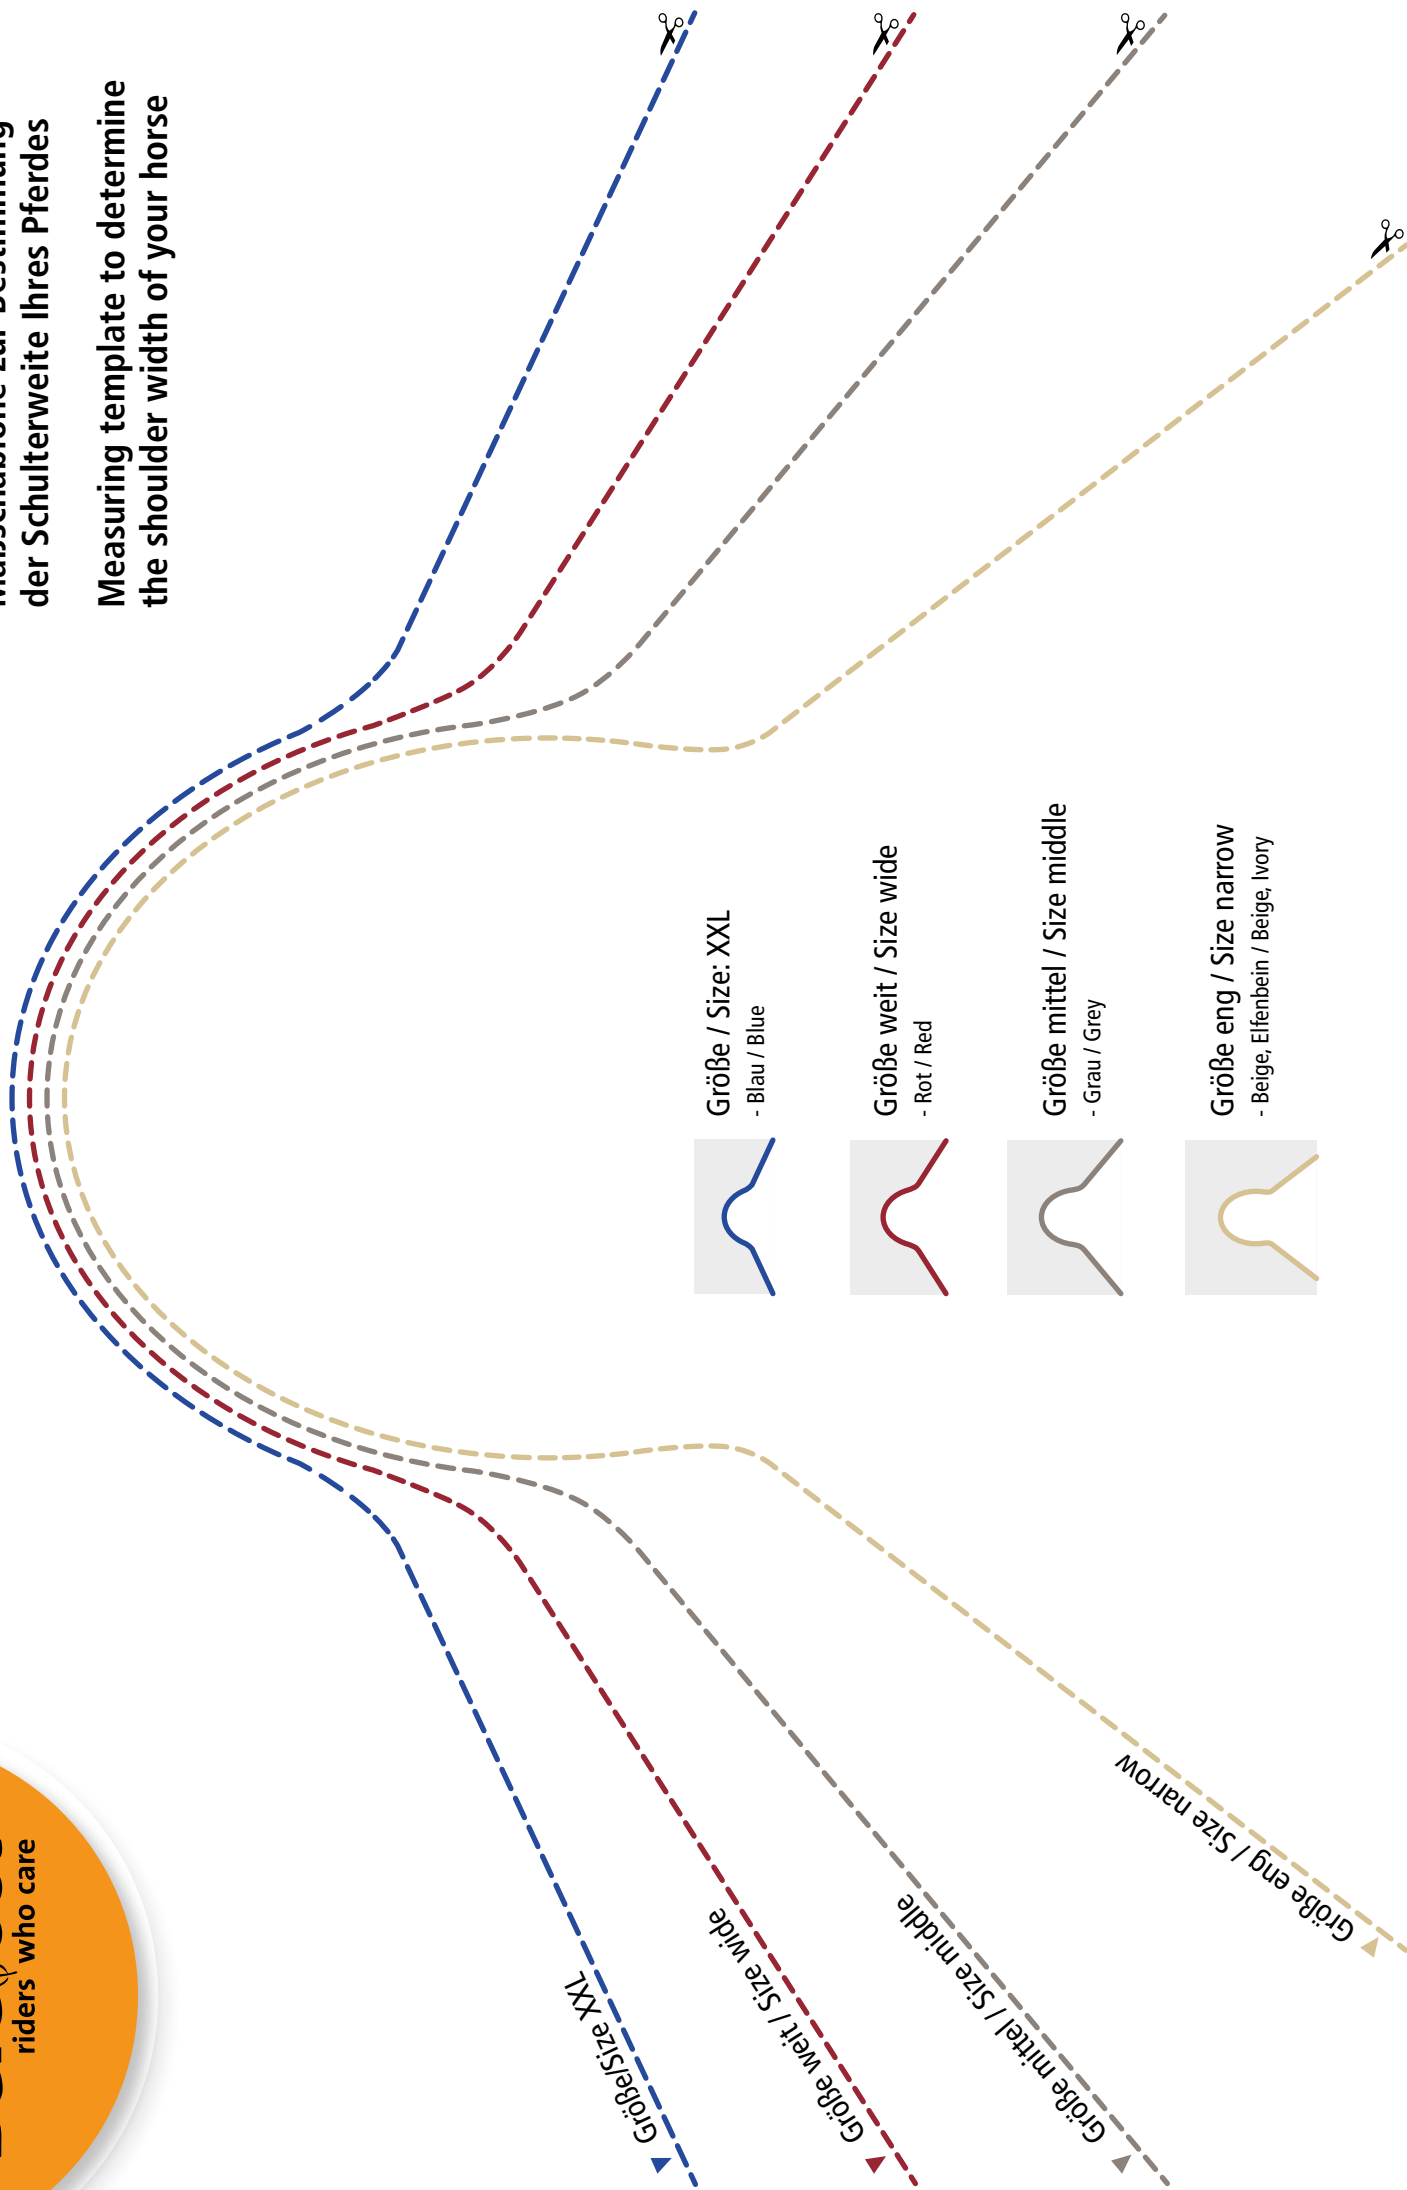 der Schulterweite Ihres Pferdes
Measuring template to determine
the shoulder width of your horse
riders who care
Größe / Size: XXL
- Blau / Blue
Größe weit / Size wide
- Rot / Red
Größe mittel / Size middle
- Grau / Grey
Größe eng / Size narrow
- Beige, Elfenbein / Beige, Ivory
Größe/Size XXL
Größe weit / Size wide
Größe mittel / Size middle
Größe eng / Size narrow